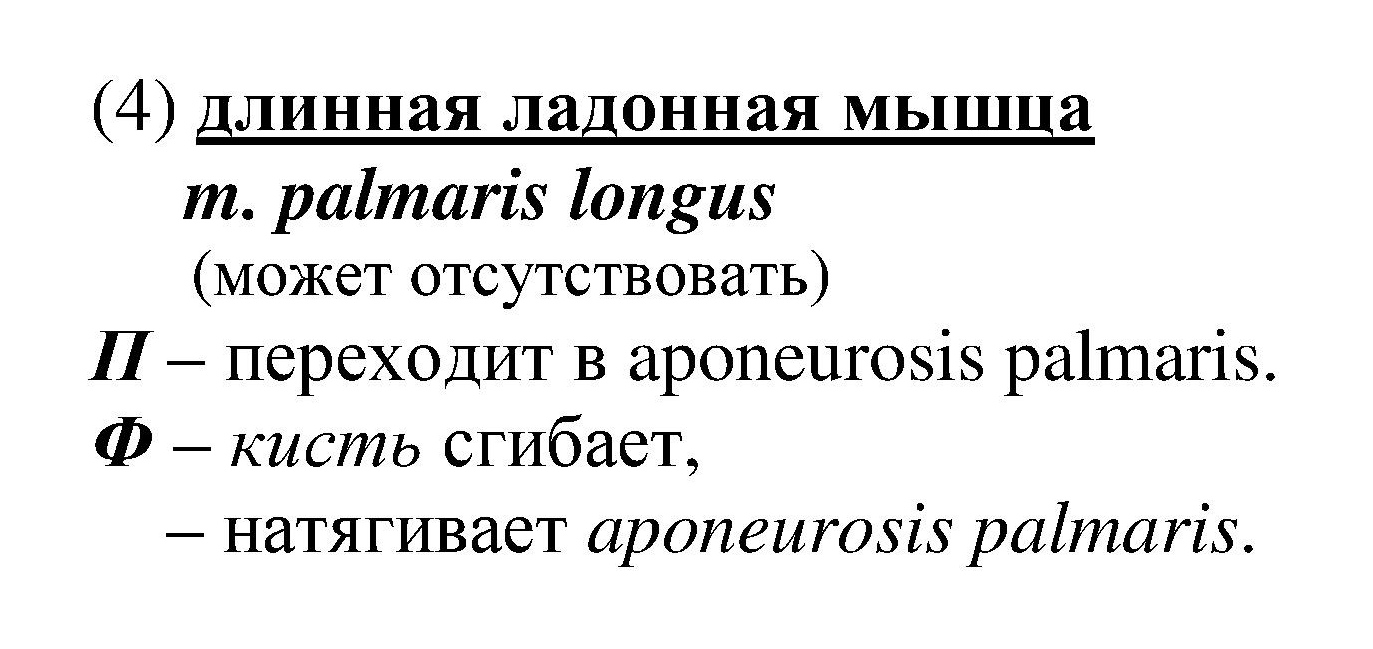 (4) длинная ладонная мышца
m. palmaris longus
(может отсутствовать)
П – переходит в aponeurosis palmaris.
Ф – кисть сгибает,
– натягивает aponeurosis palmaris.